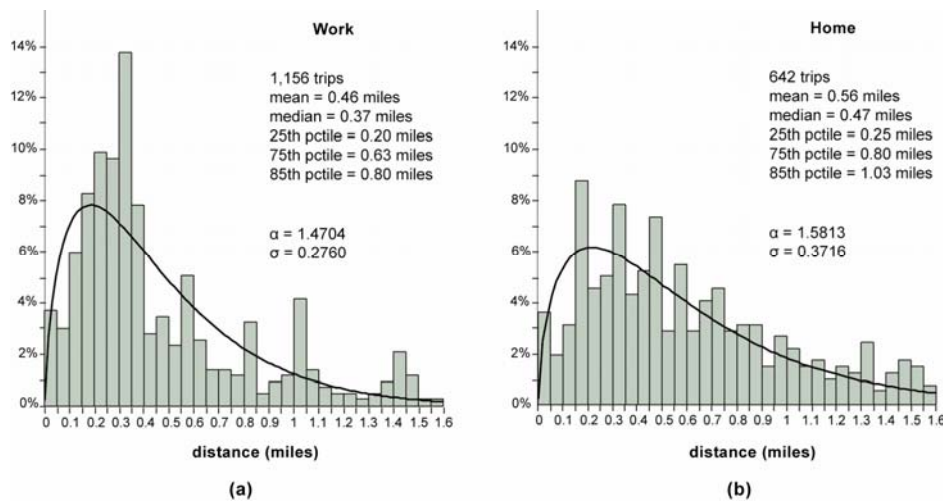 Work
1,156 trips
mean = 0.46 miles
median = 0.37 miles
25th pctile = 0.20 miles
75th pctile = 0.63 miles
85th pctile = 0.80 miles
α = 1.4704
σ = 0.2760
14%
12%
10%
8%
6%
4%
2%
0%
0 0.1 0.2 0.3 0.4 0.5 0.6 0.7 0.8 0.9 1 1.1 1.2 1.3 1.4 1.5 1.6
distance (miles)
(a)
Home
642 trips
mean = 0.56 miles
median = 0.47 miles
25th pctile = 0.25 miles
75th pctile = 0.80 miles
85th pctile = 1.03 miles
α = 1.5813
σ = 0.3716
14%
12%
10%
8%
6%
4%
2%
0%
0 0.1 0.2 0.3 0.4 0.5 0.6 0.7 0.8 0.9 1 1.1 1.2 1.3 1.4 1.5 1.6
distance (miles)
(b)